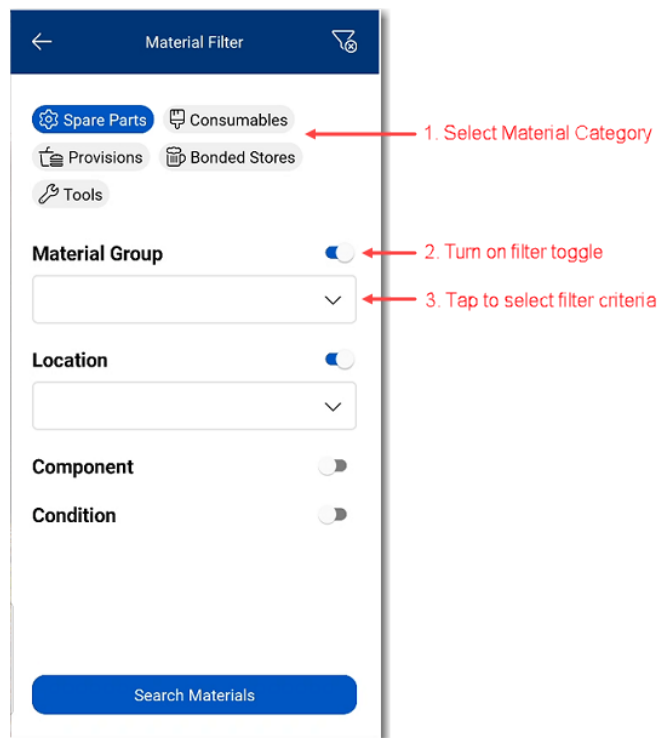 Material Filter
Spare Parts Consumables
1. Select Material Category
Provisions Bonded Stores
Tools
Material Group
2. Turn on filter toggle
3. Tap to select filter criteria
Location
Component
Condition
Search Materials